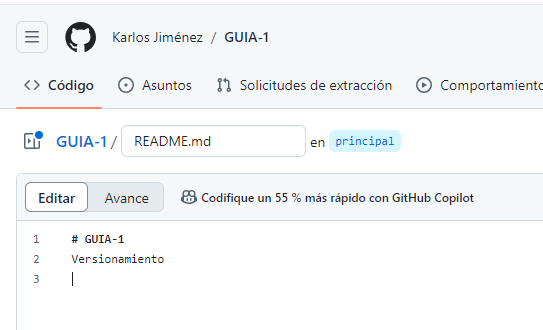 Karlos Jiménez / GUIA-1
Código Asuntos Solicitudes de extracción Comportamiento
GUIA-1 / README.md en principal
Editar Avance Codifique un 55 % más rápido con GitHub Copilot
1 # GUIA-1
2 Versionamiento
3